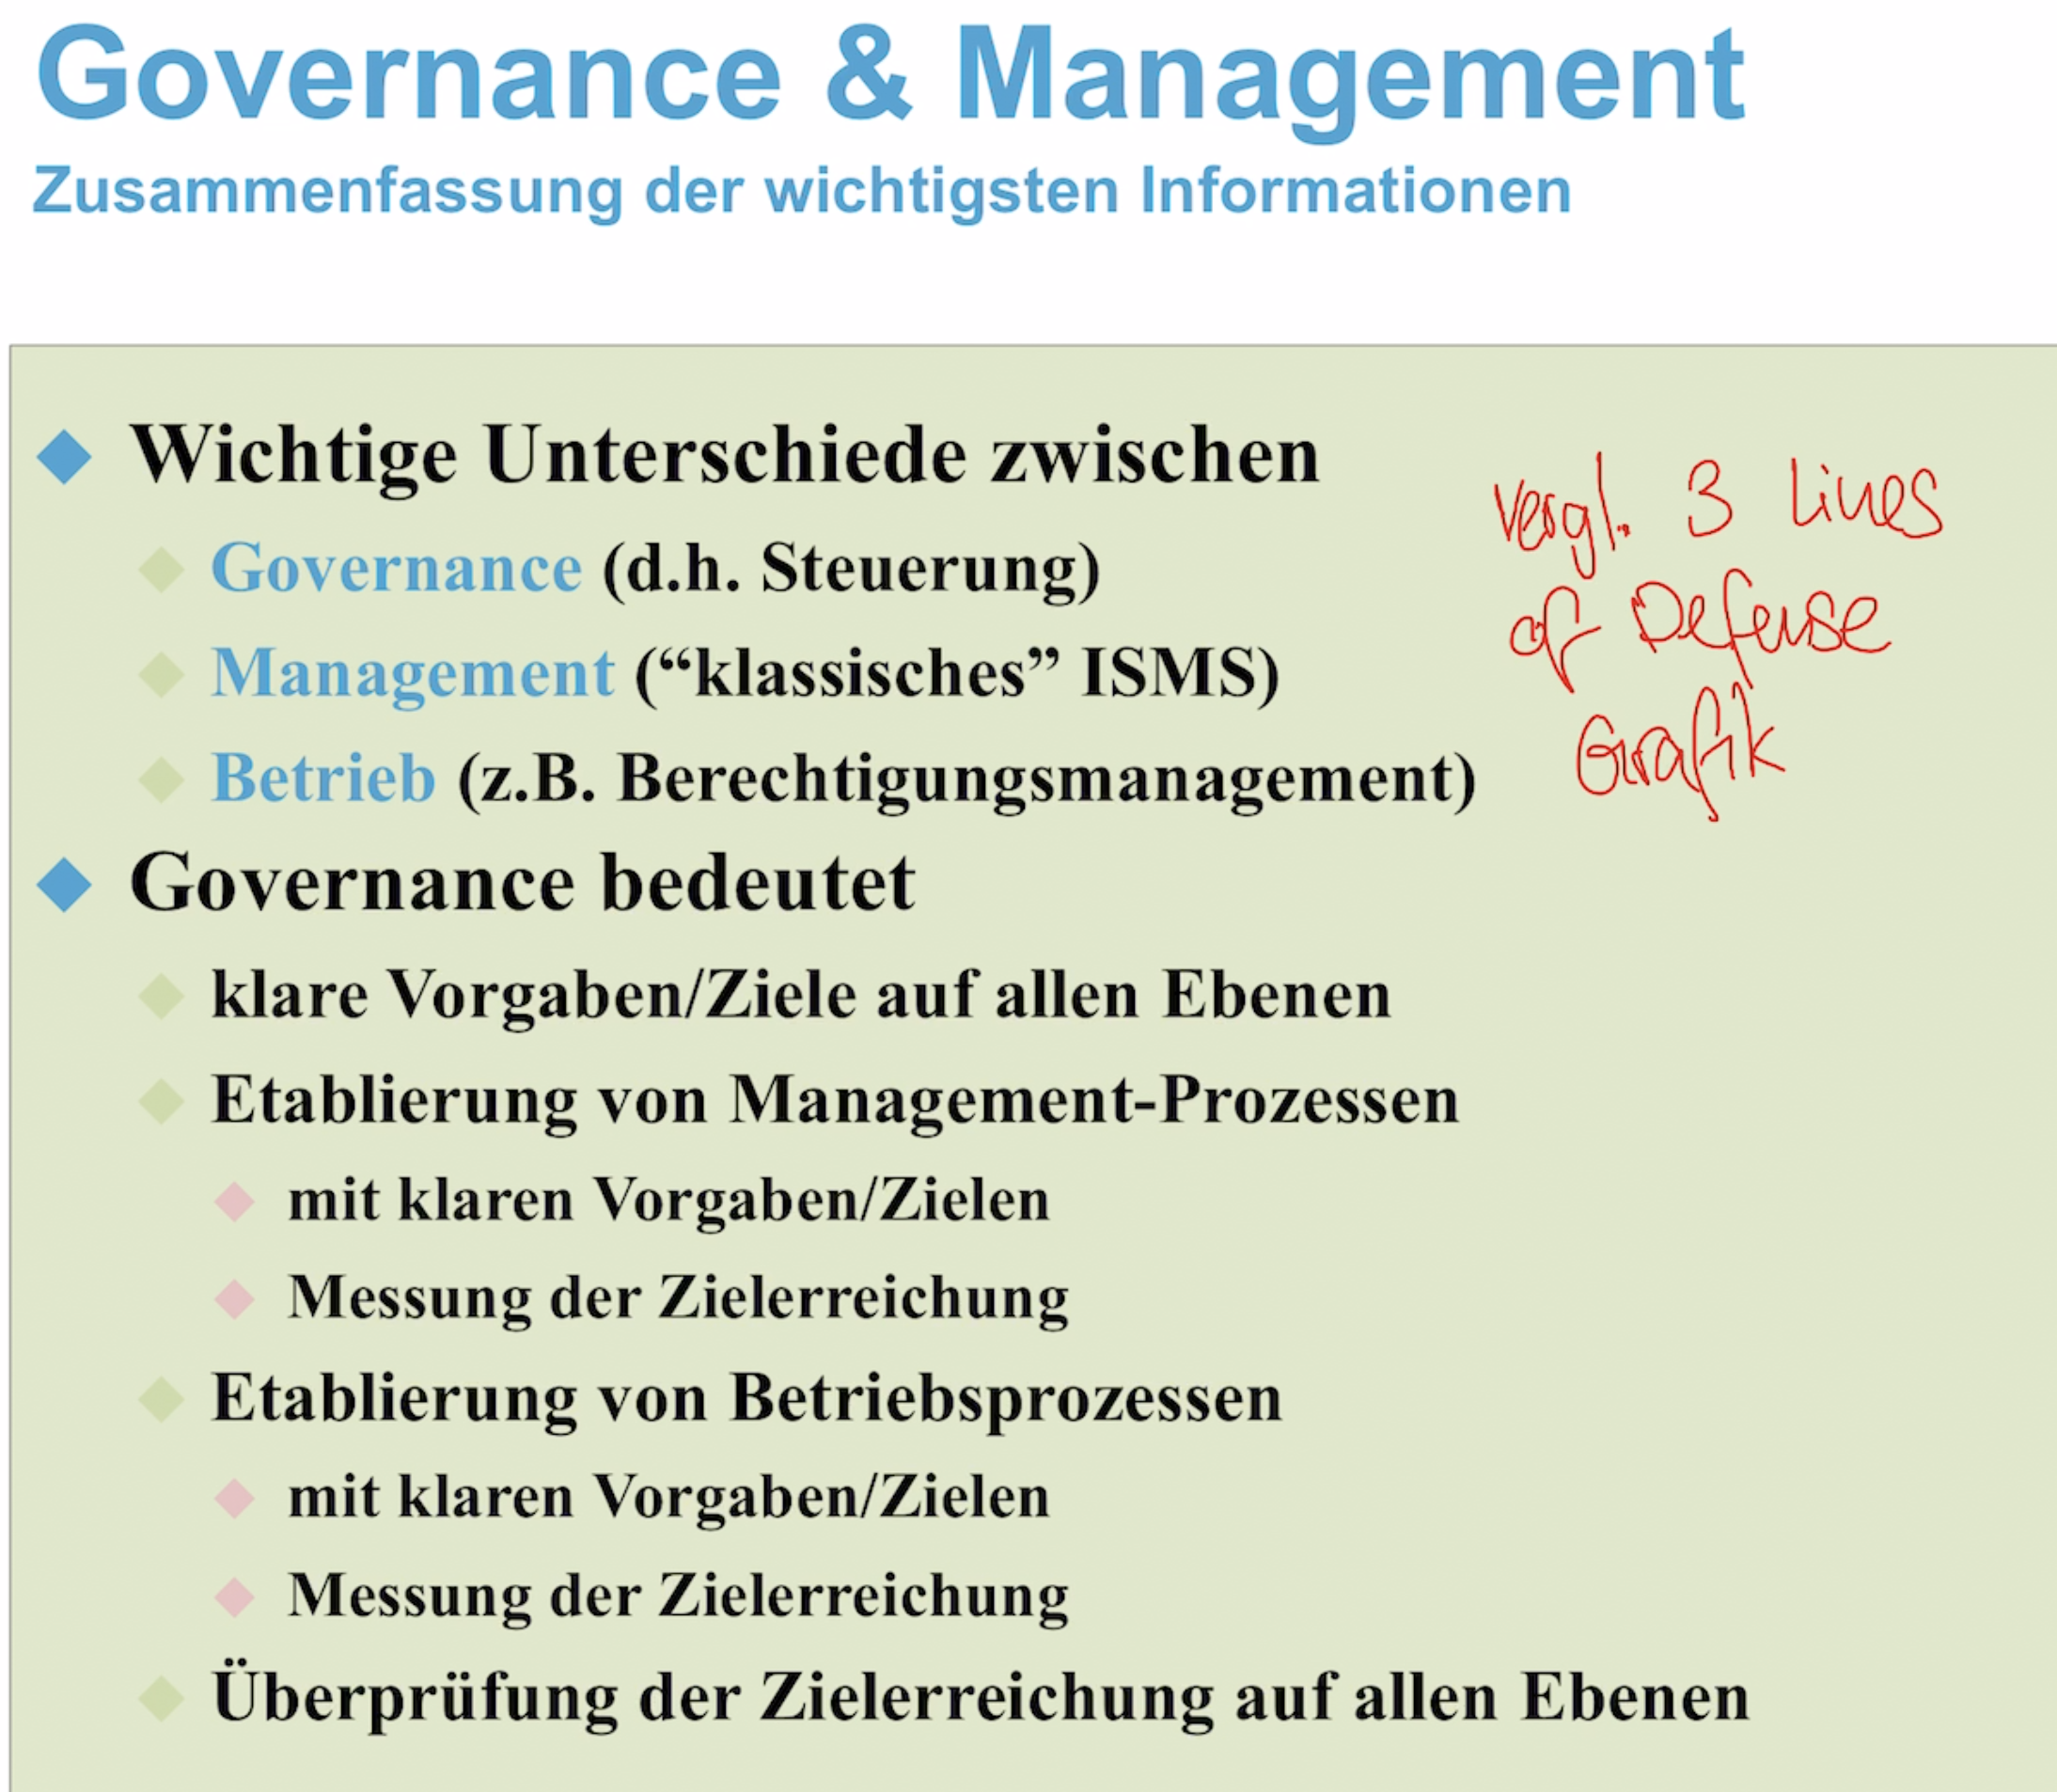 Governance & Management
Zusammenfassung der wichtigsten Informationen
Wichtige Unterschiede zwischen
Governance (d.h. Steuerung)
Management (“klassisches” ISMS)
Betrieb (z.B. Berechtigungsmanagement)
vergl. 3 Lines
of Defense
Grafik
Governance bedeutet
klare Vorgaben/Ziele auf allen Ebenen
Etablierung von Management-Prozessen
mit klaren Vorgaben/Zielen
Messung der Zielerreichung
Etablierung von Betriebsprozessen
mit klaren Vorgaben/Zielen
Messung der Zielerreichung
Überprüfung der Zielerreichung auf allen Ebenen